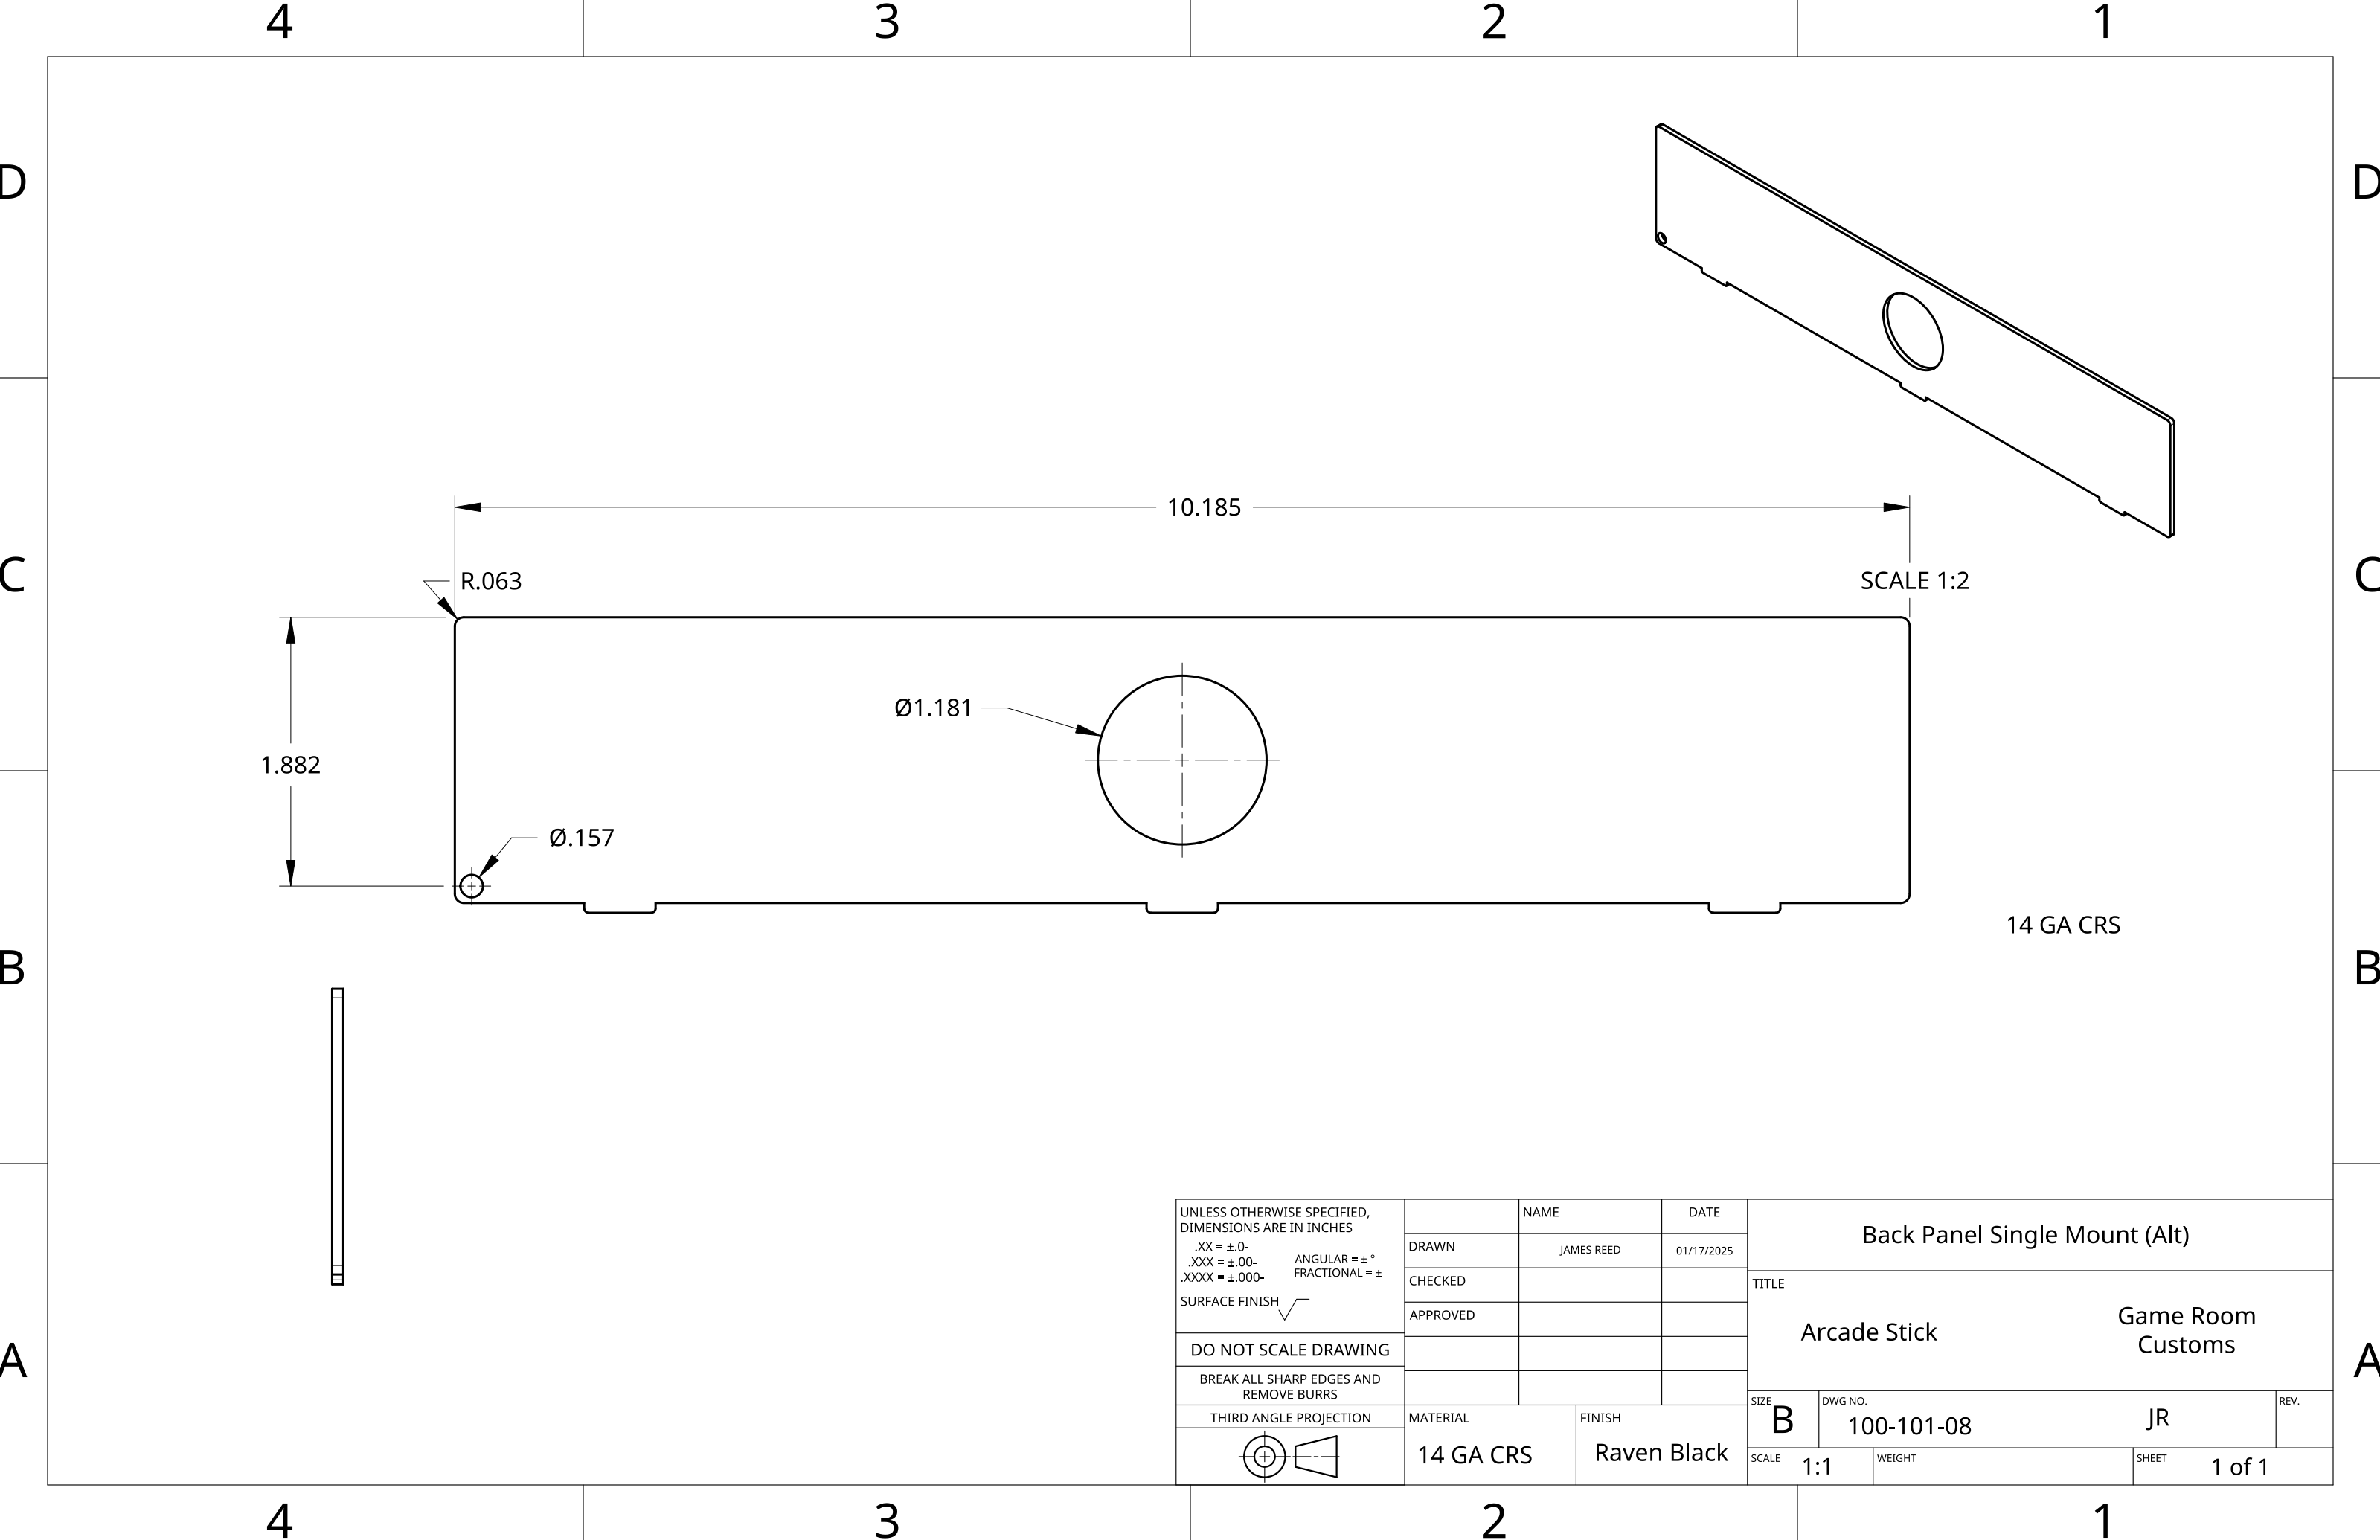 4 3 2 1
D D
C C
B B
A A
10.185
R.063
SCALE 1:2
Ø1.181
1.882
Ø.157
14 GA CRS
UNLESS OTHERWISE SPECIFIED,
DIMENSIONS ARE IN INCHES
.XX = ±.0-
.XXX = ±.00-
.XXXX = ±.000-
ANGULAR = ± °
FRACTIONAL = ±
SURFACE FINISH
DO NOT SCALE DRAWING
BREAK ALL SHARP EDGES AND
REMOVE BURRS
THIRD ANGLE PROJECTION
NAME DATE
DRAWN JAMES REED 01/17/2025
CHECKED
APPROVED
MATERIAL
14 GA CRS
FINISH
Raven Black
Back Panel Single Mount (Alt)
TITLE
Arcade Stick
Game Room
Customs
SIZE
B
DWG NO.
100-101-08
JR
REV.
SCALE
1:1
WEIGHT
SHEET
1 of 1
4 3 2 1